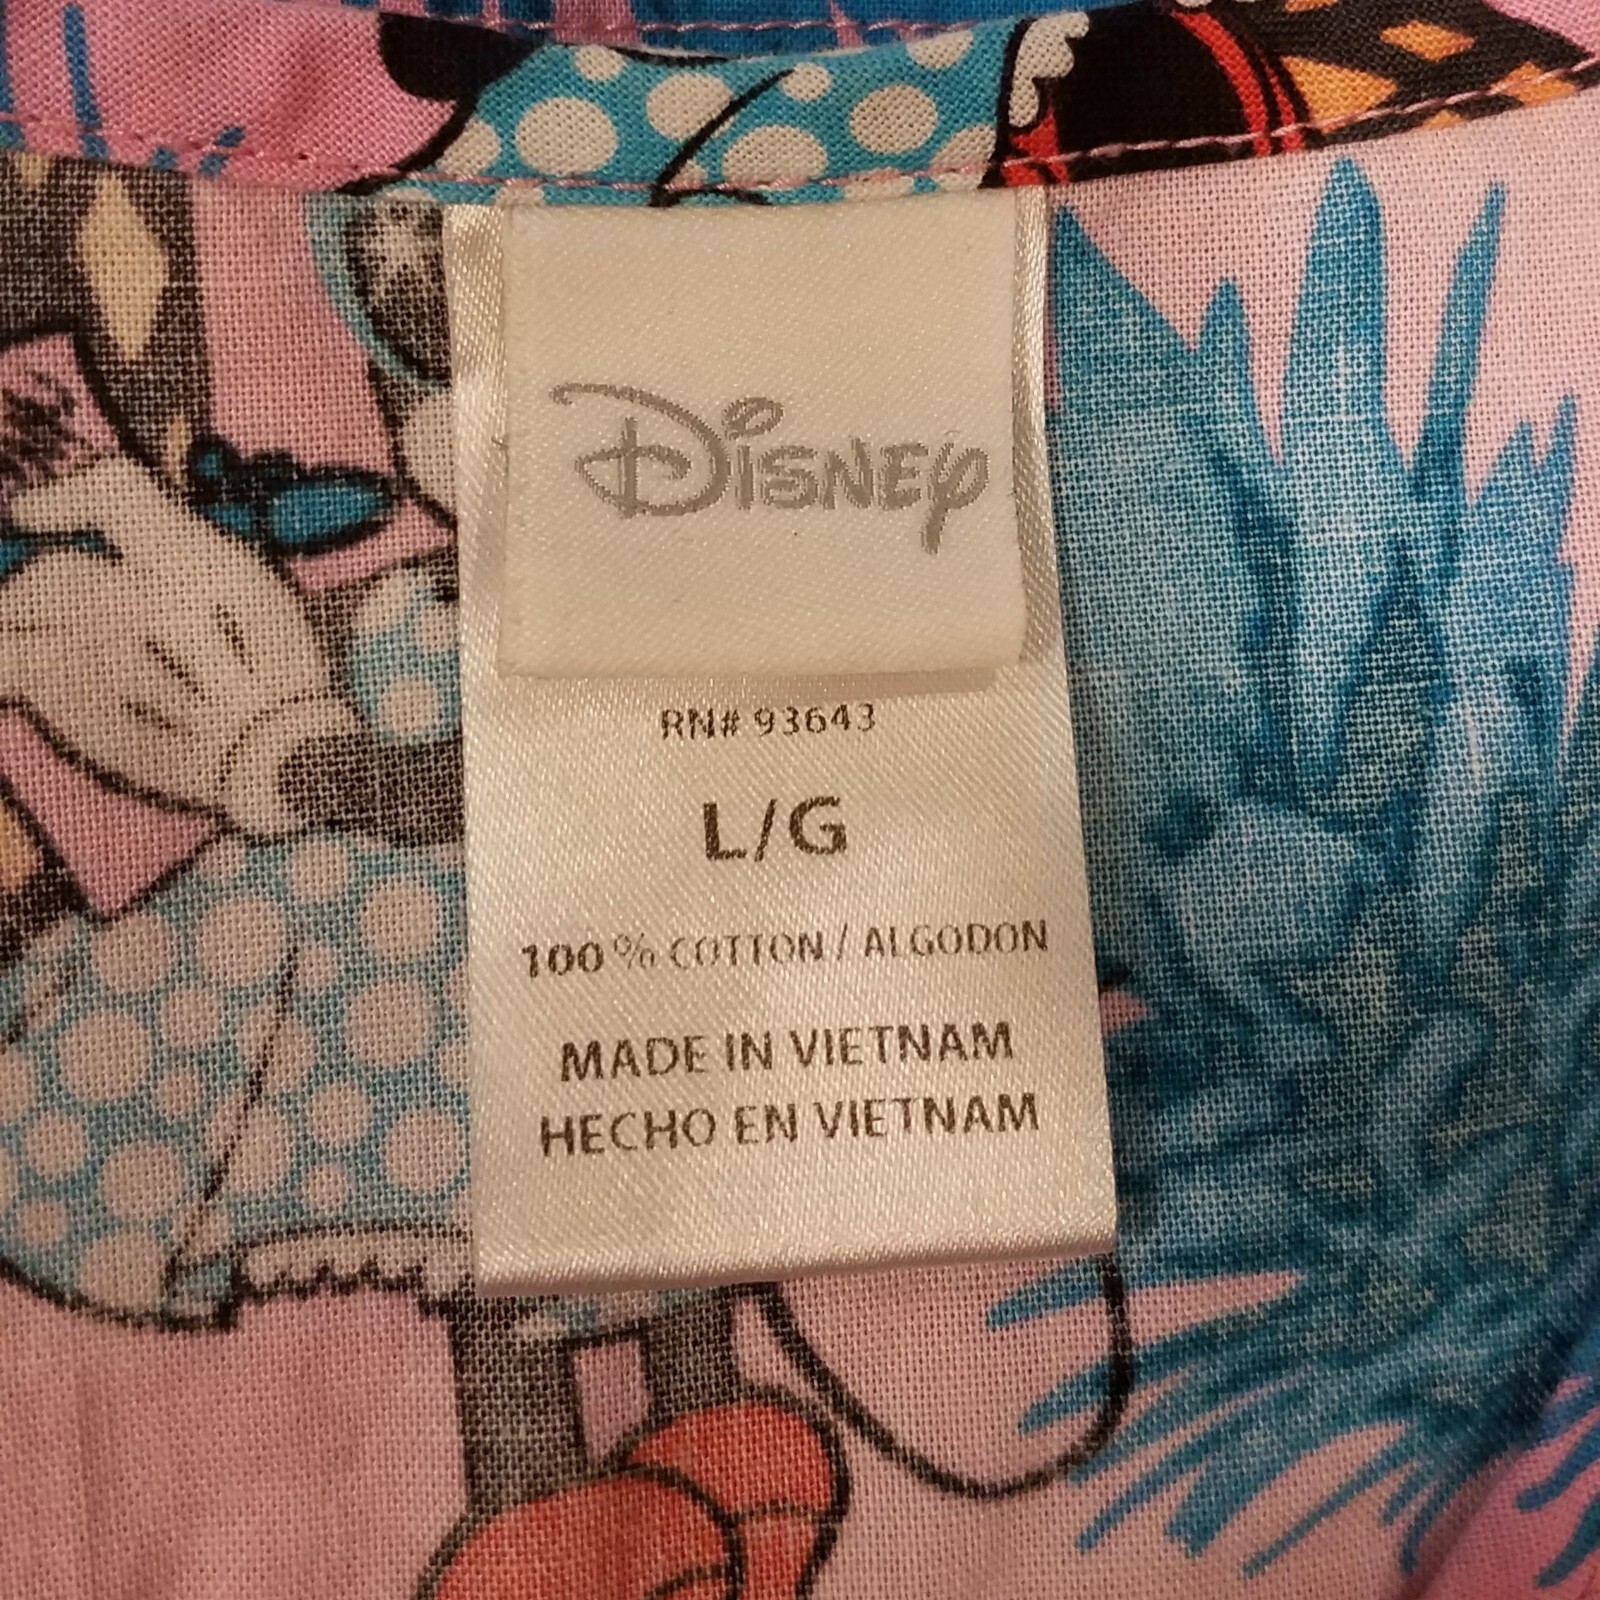 Disney
RN# 93643
L/G
100% COTTON / ALGODON
MADE IN VIETNAM
HECHO EN VIETNAM